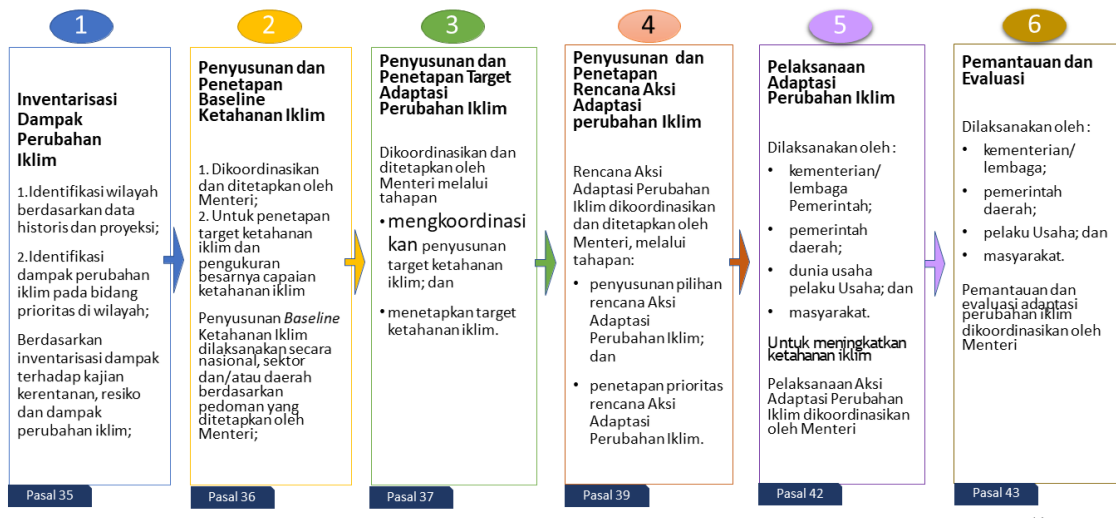 1
Inventarisasi
Dampak
Perubahan
Iklim
1.Identifikasi wilayah
berdasarkan data
historis dan proyeksi;
2.Identifikasi
dampak perubahan
iklim pada bidang
prioritas di wilayah;
Berdasarkan
inventarisasi dampak
terhadap kajian
kerentanan, resiko
dan dampak
perubahan iklim;
Pasal 35
2
Penyusunan dan
Penetapan
Baseline
Ketahanan Iklim
1. Dikoordinasikan
dan ditetapkan oleh
Menteri;
2. Untuk penetapan
target ketahanan
iklim dan
pengukuran
besarnya capaian
ketahanan iklim
Penyusunan Baseline
Ketahanan Iklim
dilaksanakan secara
nasional, sektor
dan/atau daerah
berdasarkan
pedoman yang
ditetapkan oleh
Menteri;
Pasal 36
3
Penyusunan dan
Penetapan Target
Adaptasi
Perubahan Iklim
Dikoordinasikan dan
ditetapkan oleh
Menteri melalui
tahapan
• mengkoordinasi
kan penyusunan
target ketahanan
iklim; dan
• menetapkan target
ketahanan iklim.
Pasal 37
4
Penyusunan dan
Penetapan
Rencana Aksi
Adaptasi
perubahan Iklim
Rencana Aksi
Adaptasi Perubahan
Iklim dikoordinasikan
dan ditetapkan oleh
Menteri, melalui
tahapan:
• penyusunan pilihan
rencana Aksi
Adaptasi
Perubahan Iklim;
dan
• penetapan prioritas
rencana Aksi
Adaptasi
Perubahan Iklim.
Pasal 39
5
Pelaksanaan
Adaptasi
Perubahan Iklim
Dilaksanakan oleh :
• kementerian/
lembaga
Pemerintah;
• pemerintah
daerah;
• dunia usaha
pelaku Usaha; dan
• masyarakat.
Untuk meningkatkan
ketahanan iklim
Pelaksanaan Aksi
Adaptasi Perubahan
Iklim dikoordinasikan
oleh Menteri
Pasal 42
6
Pemantauan dan
Evaluasi
Dilaksanakan oleh :
• kementerian/
lembaga;
• pemerintah
daerah;
• pelaku Usaha; dan
• masyarakat.
Pemantauan dan
evaluasi adaptasi
perubahan iklim
dikoordinasikan oleh
Menteri
Pasal 43